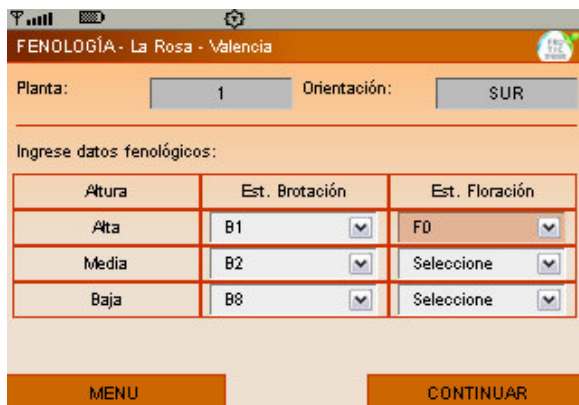 FENOLOGÍA - La Rosa - Valencia
Planta: 1 Orientación: SUR
Ingrese datos fenológicos:
Altura Est. Brotación Est. Floración
Alta B1 F0
Media B2 Seleccione
Baja B8 Seleccione
MENU CONTINUAR